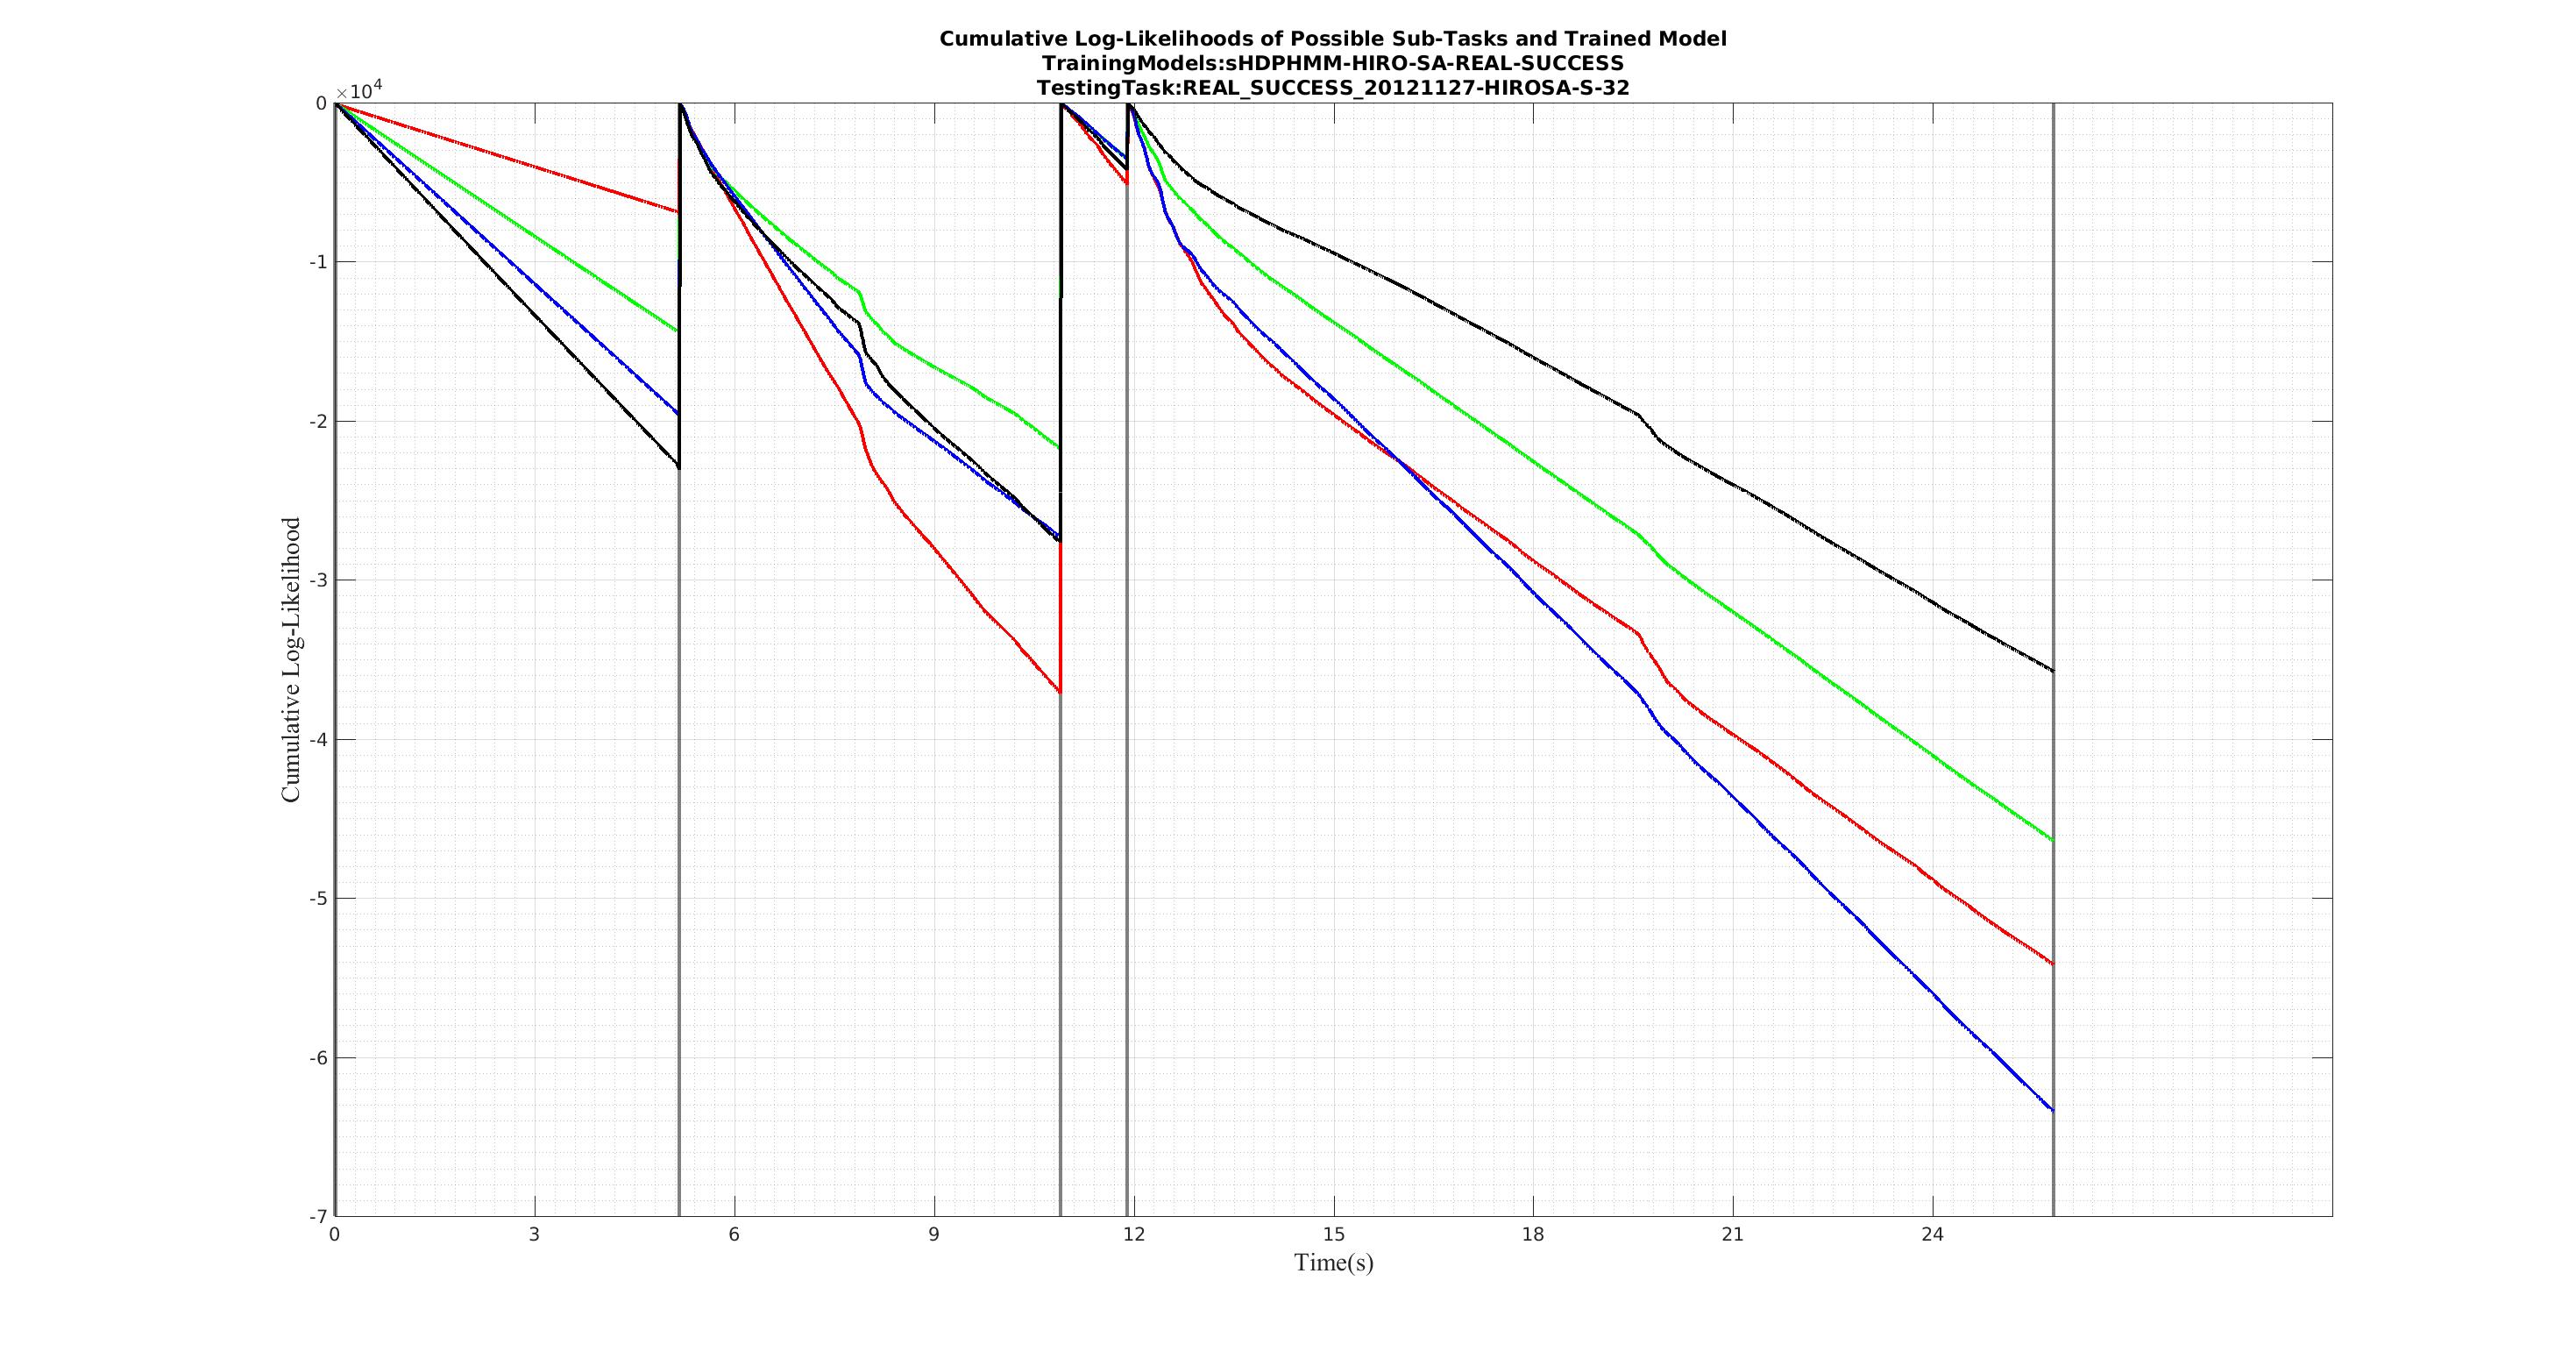 Cumulative Log-Likelihoods of Possible Sub-Tasks and Trained Model
TrainingModels:sHDPHMM-HIRO-SA-REAL-SUCCESS
TestingTask:REAL_SUCCESS_20121127-HIROSA-S-32
×10⁴
0
-1
-2
-3
-4
-5
-6
-7
Cumulative Log-Likelihood
0 3 6 9 12 15 18 21 24
Time(s)